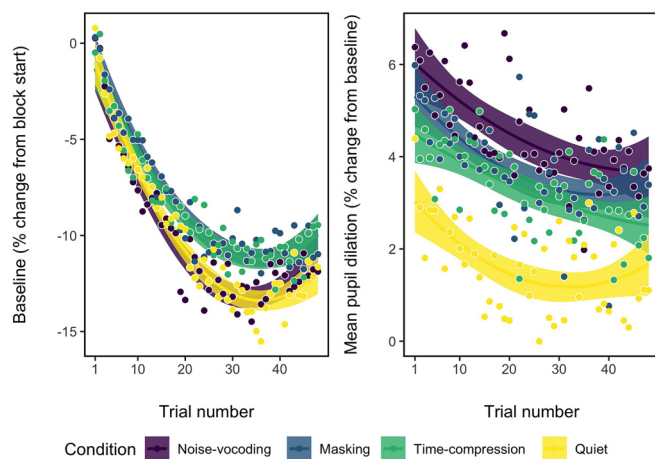 Baseline (% change from block start)
0
-5
-10
-15
1
10
20
30
40
Trial number
Mean pupil dilation (% change from baseline)
6
4
2
0
1
10
20
30
40
Trial number
Condition
Noise-vocoding
Masking
Time-compression
Quiet